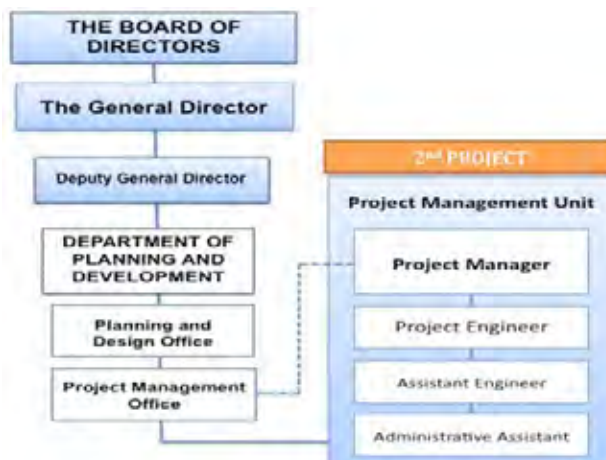 THE BOARD OF
DIRECTORS
The General Director
Deputy General Director
DEPARTMENT OF
PLANNING AND
DEVELOPMENT
Planning and
Design Office
Project Management
Office
2nd PROJECT
Project Management Unit
Project Manager
Project Engineer
Assistant Engineer
Administrative Assistant